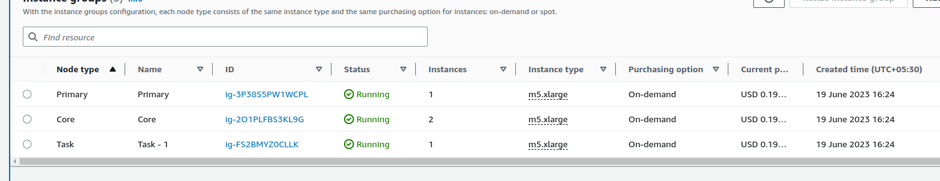 Instance groups (3) Info
With the instance groups configuration, each node type consists of the same instance type and the same purchasing option for instances: on-demand or spot.
Find resource
Node type Name ID Status Instances Instance type Purchasing option Current p... Created time (UTC+05:30)
Primary Primary ig-3P38S5PW1WCPL Running 1 m5.xlarge On-demand USD 0.19... 19 June 2023 16:24
Core Core ig-2O1PLFBS3KL9G Running 2 m5.xlarge On-demand USD 0.19... 19 June 2023 16:24
Task Task - 1 ig-FS2BMYZ0CLLK Running 1 m5.xlarge On-demand USD 0.19... 19 June 2023 16:24